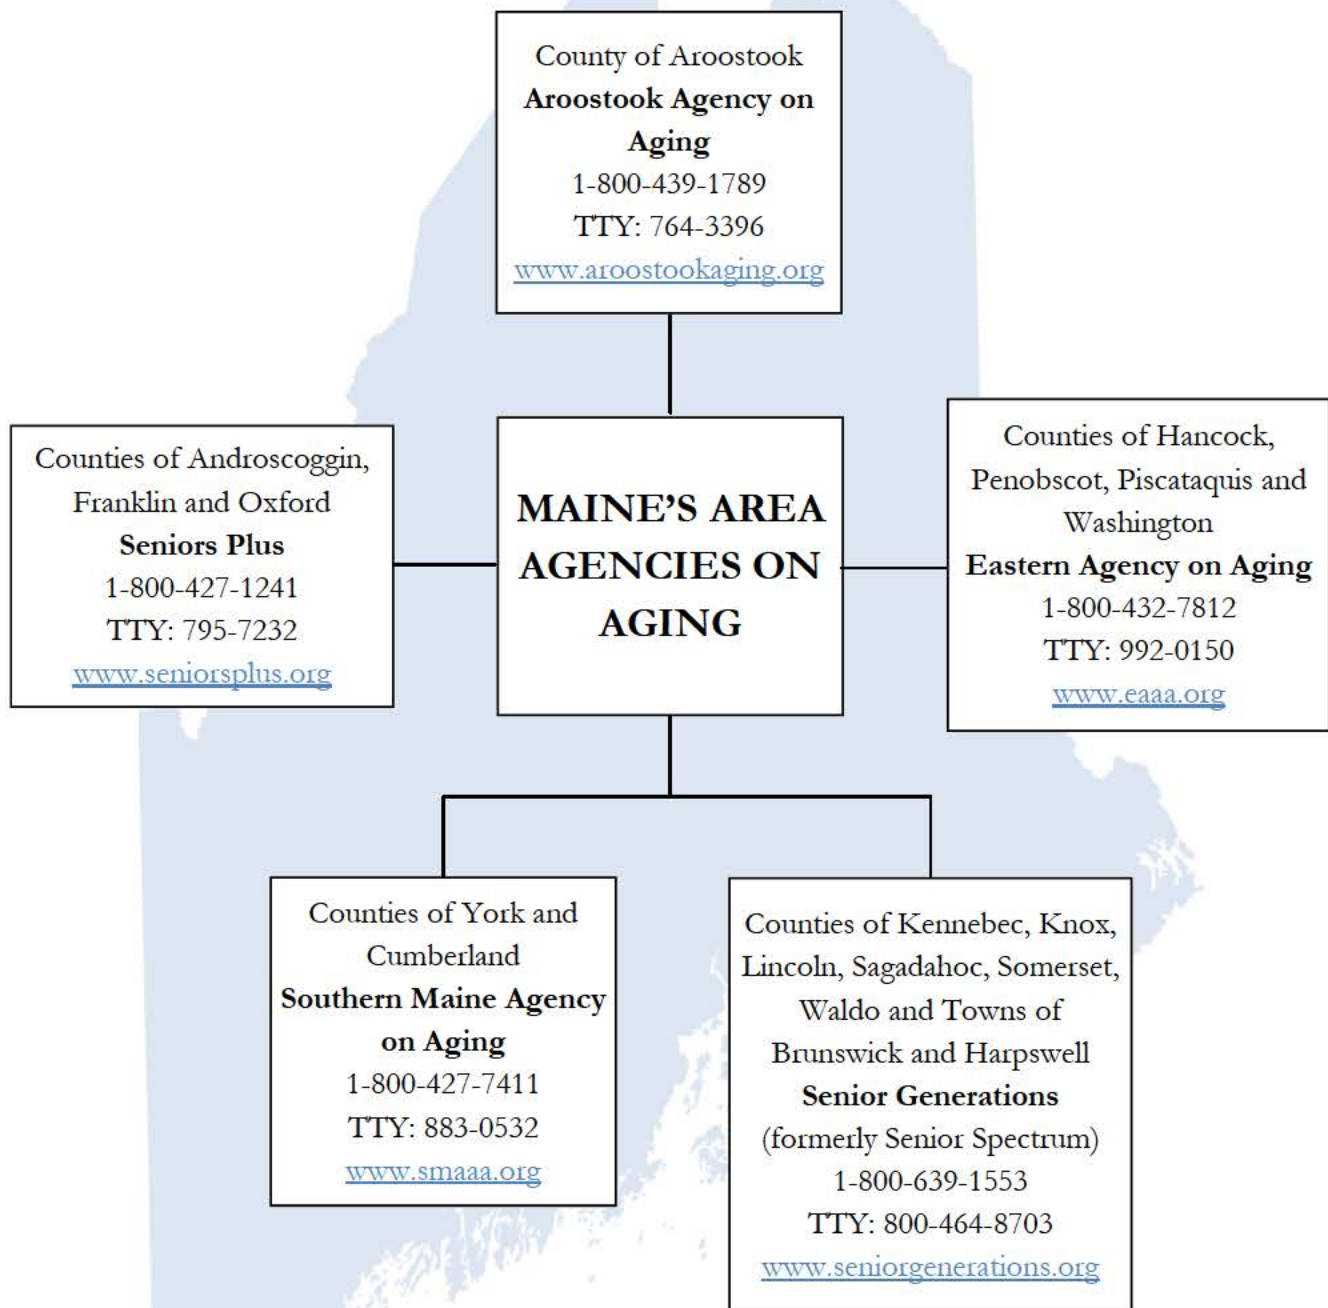 County of Aroostook
Aroostook Agency on
Aging
1-800-439-1789
TTY: 764-3396
www.aroostookaging.org
Counties of Androscoggin,
Franklin and Oxford
Seniors Plus
1-800-427-1241
TTY: 795-7232
www.seniorsplus.org
MAINE'S AREA
AGENCIES ON
AGING
Counties of Hancock,
Penobscot, Piscataquis and
Washington
Eastern Agency on Aging
1-800-432-7812
TTY: 992-0150
www.eaaa.org
Counties of York and
Cumberland
Southern Maine Agency
on Aging
1-800-427-7411
TTY: 883-0532
www.smaaa.org
Counties of Kennebec, Knox,
Lincoln, Sagadahoc, Somerset,
Waldo and Towns of
Brunswick and Harpswell
Senior Generations
(formerly Senior Spectrum)
1-800-639-1553
TTY: 800-464-8703
www.seniorgenerations.org